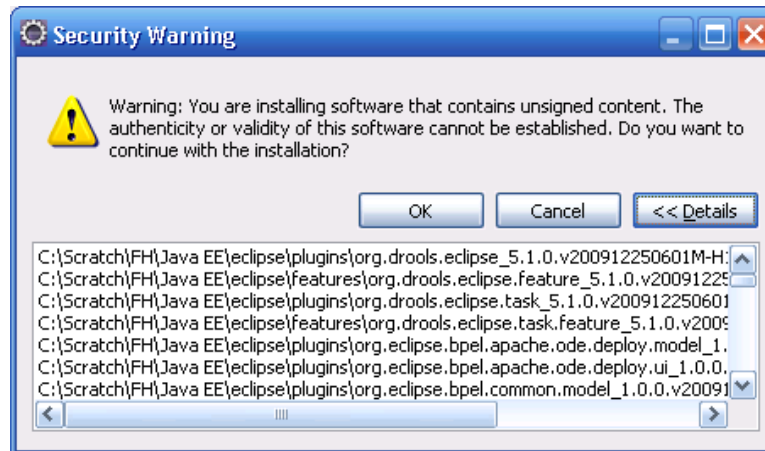 Security Warning
Warning: You are installing software that contains unsigned content. The
authenticity or validity of this software cannot be established. Do you want to
continue with the installation?
OK Cancel << Details
C:\Scratch\FH\Java EE\eclipse\plugins\org.drools.eclipse_5.1.0.v200912250601M-H
C:\Scratch\FH\Java EE\eclipse\features\org.drools.eclipse.feature_5.1.0.v2009122
C:\Scratch\FH\Java EE\eclipse\plugins\org.drools.eclipse.task_5.1.0.v200912250601
C:\Scratch\FH\Java EE\eclipse\features\org.drools.eclipse.task.feature_5.1.0.v200
C:\Scratch\FH\Java EE\eclipse\plugins\org.eclipse.bpel.apache.ode.deploy.model_1.
C:\Scratch\FH\Java EE\eclipse\plugins\org.eclipse.bpel.apache.ode.deploy.ui_1.0.0.
C:\Scratch\FH\Java EE\eclipse\plugins\org.eclipse.bpel.common.model_1.0.0.v20091